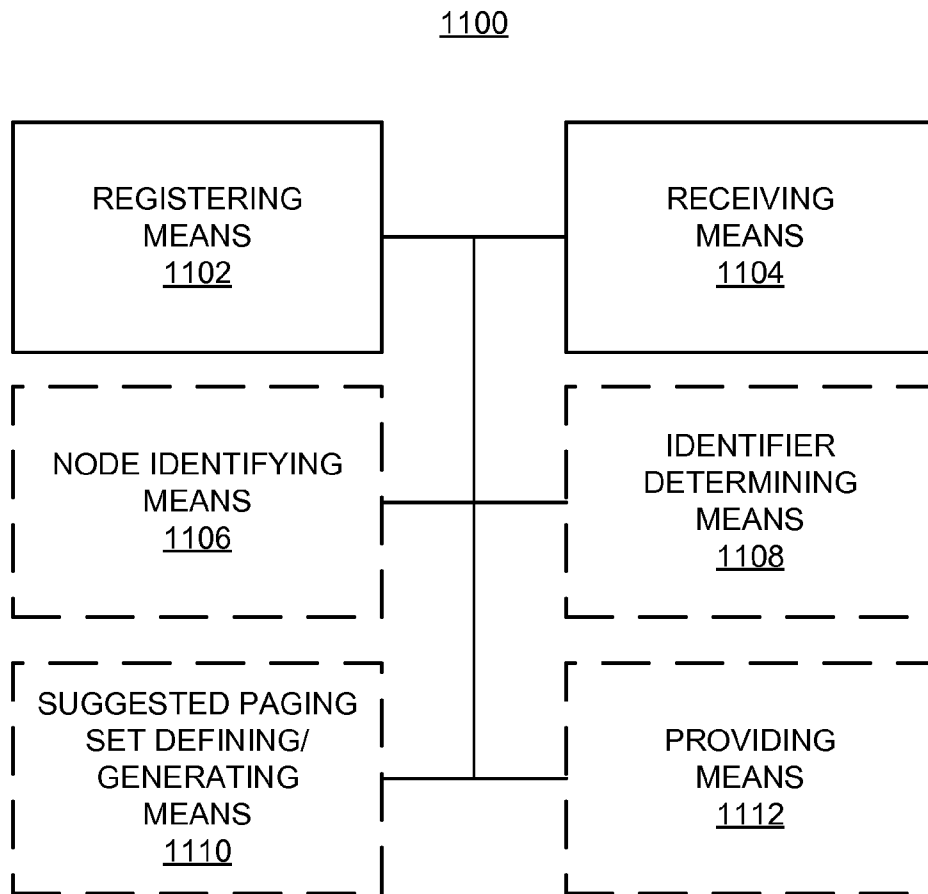 1100
REGISTERING
MEANS
1102
RECEIVING
MEANS
1104
NODE IDENTIFYING
MEANS
1106
IDENTIFIER
DETERMINING
MEANS
1108
SUGGESTED PAGING
SET DEFINING/
GENERATING
MEANS
1110
PROVIDING
MEANS
1112